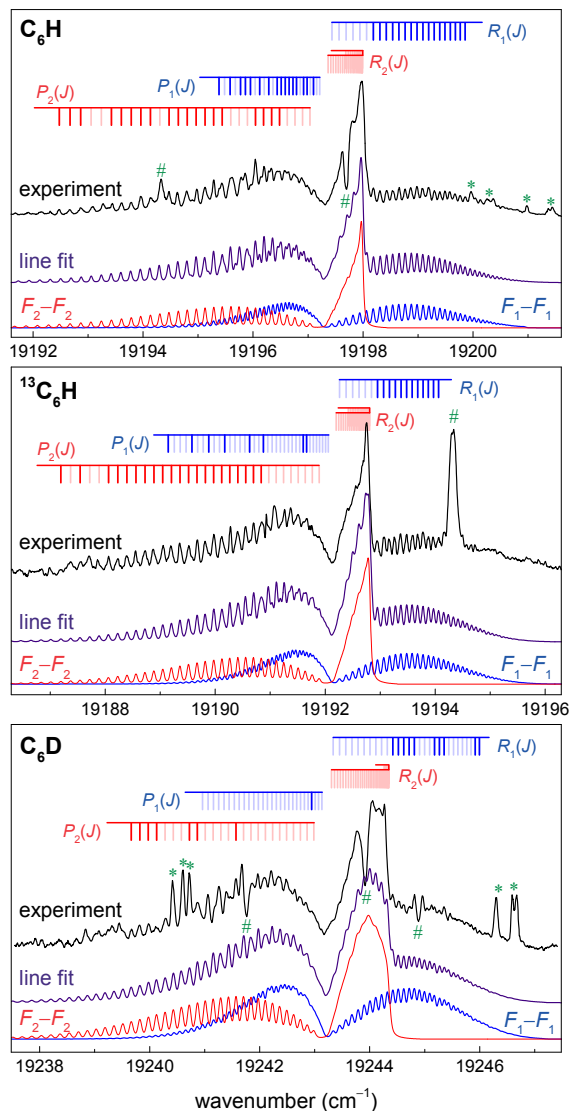 C₆H
R₁(J)
R₂(J)
P₁(J)
P₂(J)
#
experiment
#
* * * *
line fit
F₂–F₂
F₁–F₁
19192 19194 19196 19198 19200
¹³C₆H
R₁(J)
#
R₂(J)
P₁(J)
P₂(J)
experiment
line fit
F₂–F₂
F₁–F₁
19188 19190 19192 19194 19196
C₆D
R₁(J)
R₂(J)
P₁(J)
P₂(J)
* * *
* *
experiment
#
#
#
line fit
F₂–F₂
F₁–F₁
19238 19240 19242 19244 19246
wavenumber (cm⁻¹)